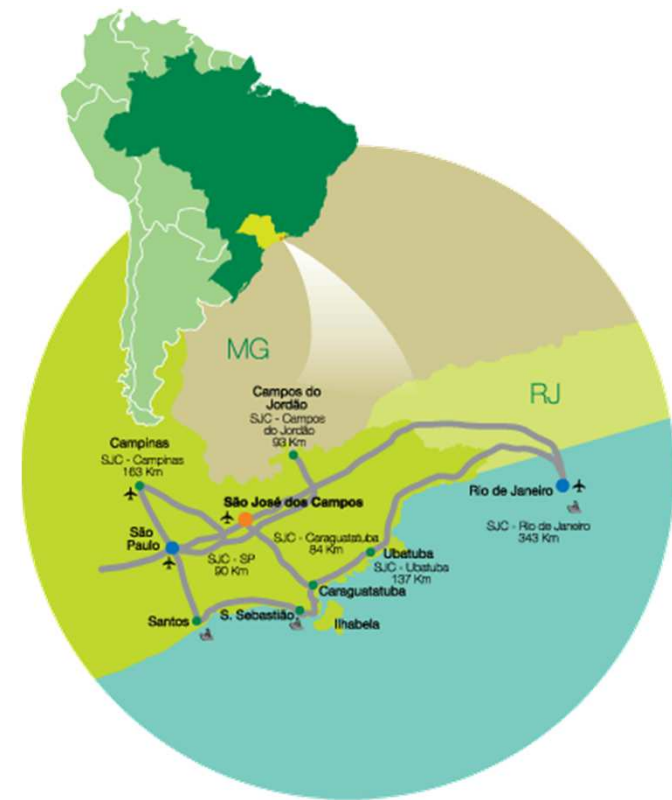 MG
RJ
Campos do
Jordão
SJC - Campos
do Jordão
93 Km
Campinas
SJC - Campinas
163 Km
São José dos Campos
Rio de Janeiro
SJC - Rio de Janeiro
343 Km
São
Paulo
SJC - SP
90 Km
SJC - Caraguatatuba
84 Km
Ubatuba
SJC - Ubatuba
137 Km
Caraguatatuba
Santos
S. Sebastião
Ilhabela